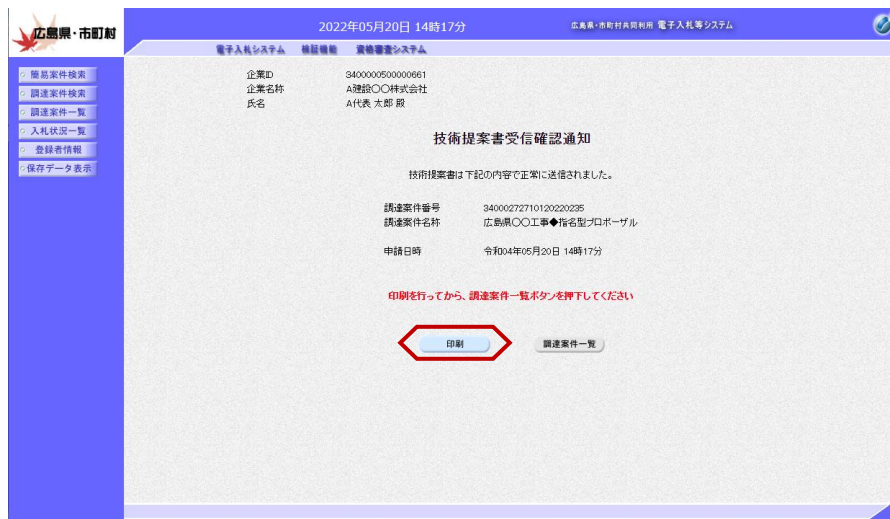 広島県・市町村
2022年05月20日 14時17分
広島県・市町村共同利用 電子入札等システム
電子入札システム 検証機能 資格審査システム
簡易案件検索
調達案件検索
調達案件一覧
入札状況一覧
登録者情報
保存データ表示
企業ID 3400000500000661
企業名称 A建設〇〇株式会社
氏名 A代表 太郎 殿
技術提案書受信確認通知
技術提案書は下記の内容で正常に送信されました。
調達案件番号 34000272710120220235
調達案件名称 広島県〇〇工事◆指名型プロポーザル
申請日時 令和04年05月20日 14時17分
印刷を行ってから、調達案件一覧ボタンを押下してください
印刷 調達案件一覧